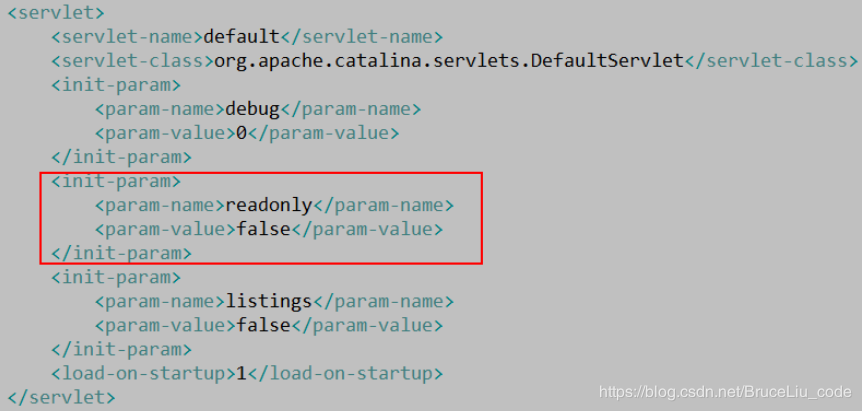 <servlet>
<servlet-name>default</servlet-name>
<servlet-class>org.apache.catalina.servlets.DefaultServlet</servlet-class>
<init-param>
<param-name>debug</param-name>
<param-value>0</param-value>
</init-param>
<init-param>
<param-name>readonly</param-name>
<param-value>false</param-value>
</init-param>
<init-param>
<param-name>listings</param-name>
<param-value>false</param-value>
</init-param>
<load-on-startup>1</load-on-startup>
</servlet>
https://blog.csdn.net/BruceLiu_code